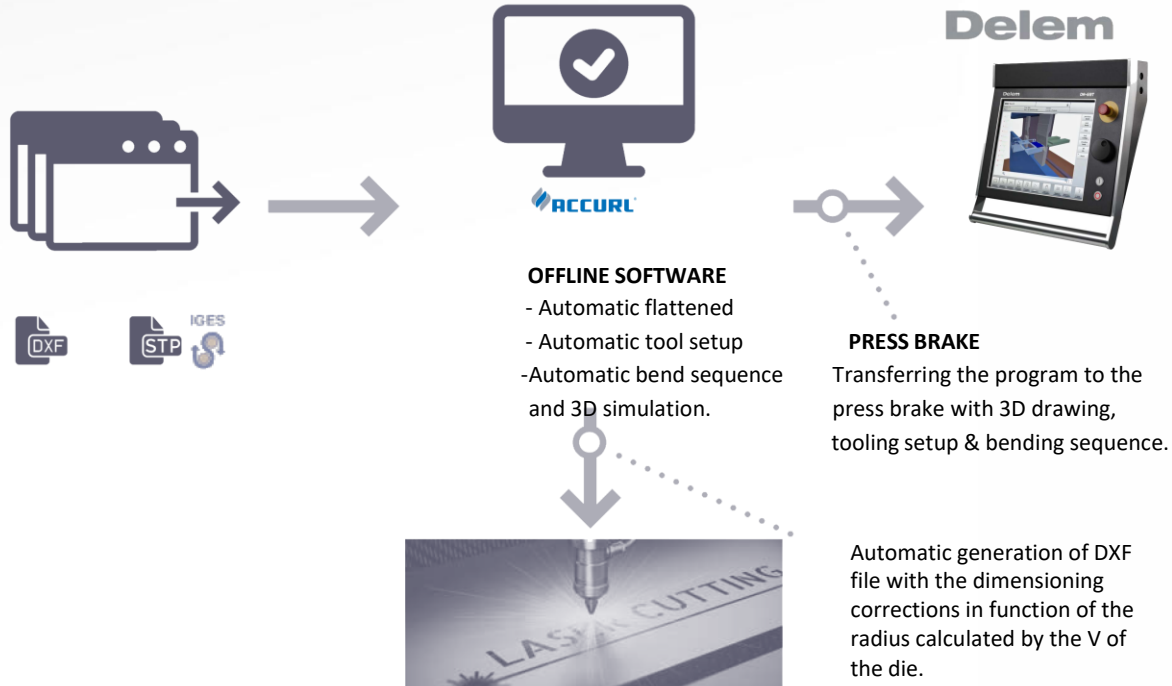 Delem
ACCURL
DXF
STP
IGES
OFFLINE SOFTWARE
- Automatic flattened
- Automatic tool setup
-Automatic bend sequence
and 3D simulation.
PRESS BRAKE
Transferring the program to the
press brake with 3D drawing,
tooling setup & bending sequence.
LASER CUTTING
Automatic generation of DXF
file with the dimensioning
corrections in function of the
radius calculated by the V of
the die.